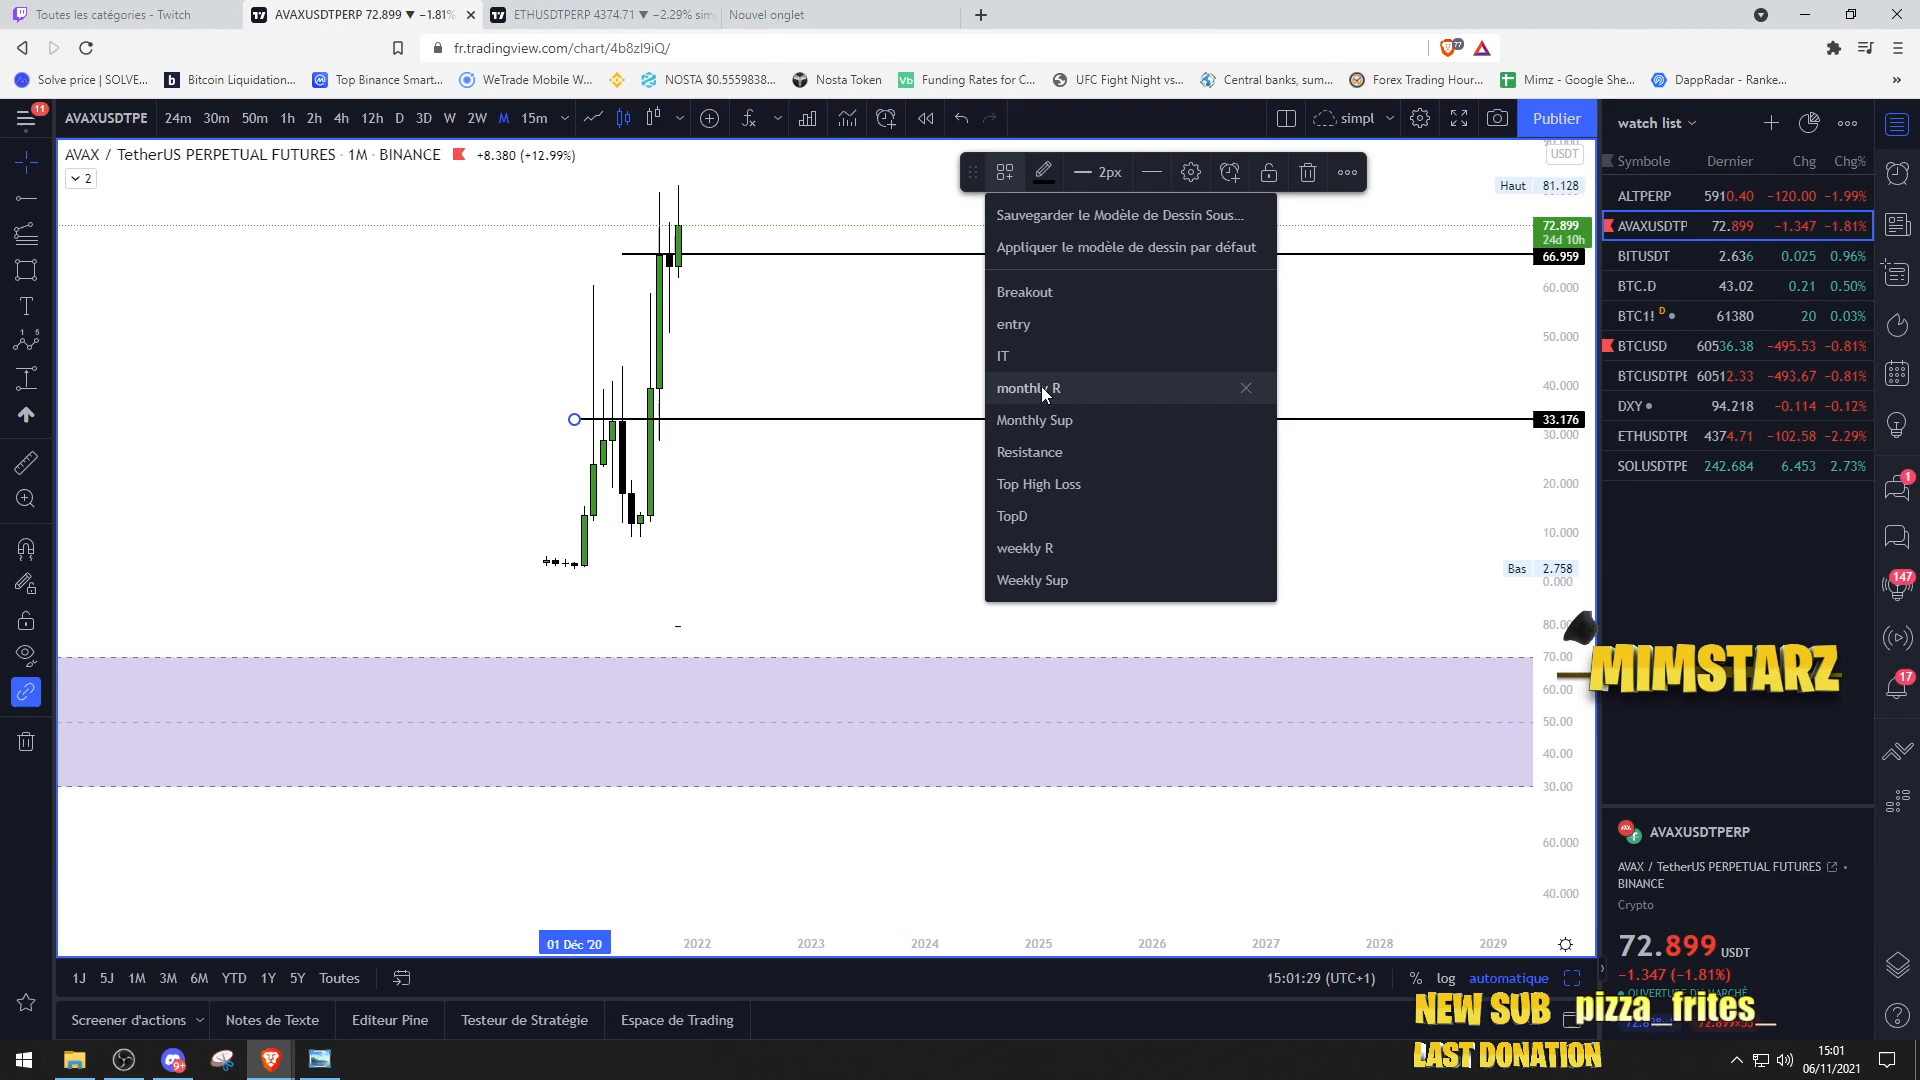 Toutes les catégories - Twitch
AVAXUSDTPERP 72.899 ▼ −1.81%
ETHUSDTPERP 4374.71 ▼ −2.29% sim
Nouvel onglet
fr.tradingview.com/chart/4b8zl9iQ/
77
Solve price | SOLVE...
Bitcoin Liquidation...
Top Binance Smart...
WeTrade Mobile W...
NOSTA $0.5559838...
Nosta Token
Funding Rates for C...
UFC Fight Night vs...
Central banks, sum...
Forex Trading Hour...
Mimz - Google She...
DappRadar - Ranke...
11
AVAXUSDTPE
24m 30m 50m 1h 2h 4h 12h D 3D W 2W M 15m
simpl
Publier
watch list
AVAX / TetherUS PERPETUAL FUTURES · 1M · BINANCE
+8.380 (+12.99%)
2
2px
USDT
Haut 81.128
72.899
24d 10h
66.959
60.000
50.000
40.000
33.176
30.000
20.000
10.000
Bas 2.758
0.000
80.00
70.00
60.00
50.00
40.00
30.00
60.000
40.000
Sauvegarder le Modèle de Dessin Sous...
Appliquer le modèle de dessin par défaut
Breakout
entry
IT
monthly R
Monthly Sup
Resistance
Top High Loss
TopD
weekly R
Weekly Sup
Symbole Dernier Chg Chg%
ALTPERP 5910.40 −120.00 −1.99%
AVAXUSDTP 72.899 −1.347 −1.81%
BITUSDT 2.636 0.025 0.96%
BTC.D 43.02 0.21 0.50%
BTC1! D 61380 20 0.03%
BTCUSD 60536.38 −495.53 −0.81%
BTCUSDTPE 60512.33 −493.67 −0.81%
DXY 94.218 −0.114 −0.12%
ETHUSDTPE 4374.71 −102.58 −2.29%
SOLUSDTPE 242.684 6.453 2.73%
1
147
17
MIMSTARZ
AVAXUSDTPERP
AVAX / TetherUS PERPETUAL FUTURES
BINANCE
Crypto
72.899 USDT
−1.347 (−1.81%)
OUVERTURE DU MARCHÉ
01 Déc '20 2022 2023 2024 2025 2026 2027 2028 2029
1J 5J 1M 3M 6M YTD 1Y 5Y Toutes
15:01:29 (UTC+1) % log automatique
NEW SUB pizza_frites_
LAST DONATION
Screener d'actions Notes de Texte Editeur Pine Testeur de Stratégie Espace de Trading
9+
15:01
06/11/2021